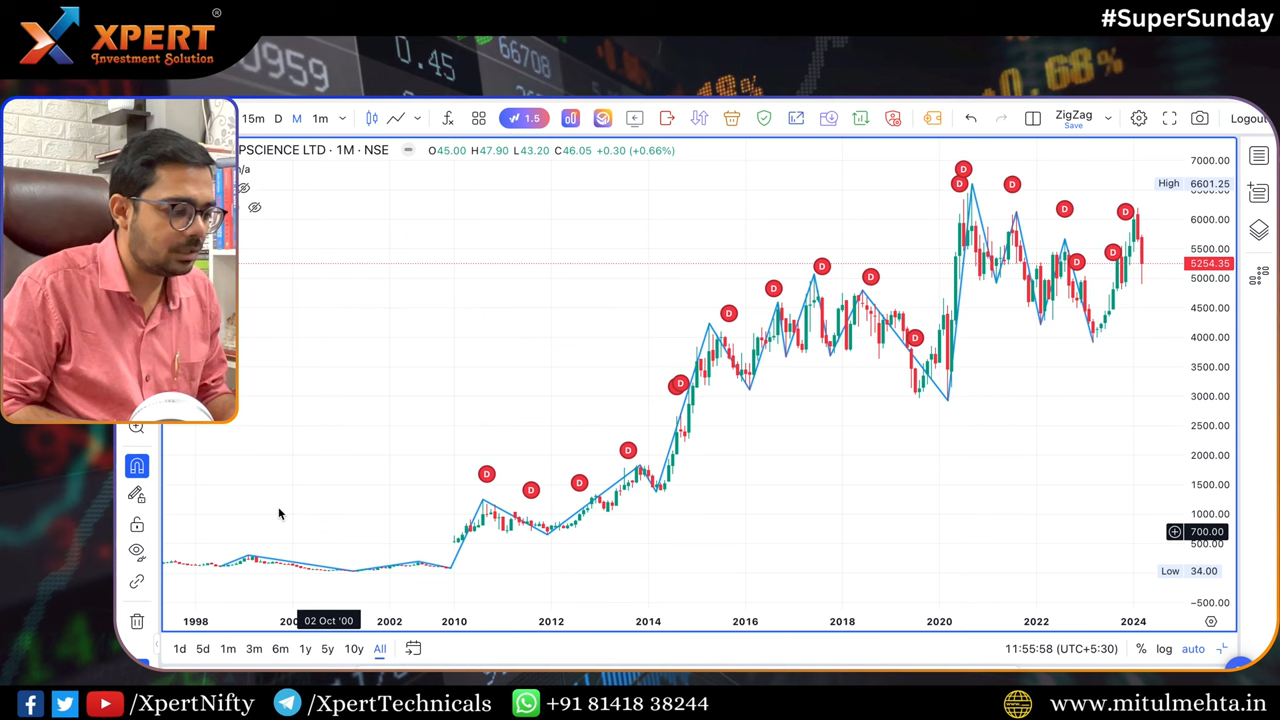 XPERT
Investment Solution
®
#SuperSunday
0959
0.45
66708
0.68%
15m D M 1m 1.5 ZigZag Save Logout
PSCIENCE LTD · 1M · NSE O45.00 H47.90 L43.20 C46.05 +0.30 (+0.66%)
n/a
7000.00
High 6601.25
6000.00
5500.00
5254.35
5000.00
4500.00
4000.00
3500.00
3000.00
2500.00
2000.00
1500.00
1000.00
700.00
500.00
Low 34.00
-500.00
D D D D D D D D D D D D D D D D D D
1998 200 02 Oct '00 2002 2010 2012 2014 2016 2018 2020 2022 2024
1d 5d 1m 3m 6m 1y 5y 10y All 11:55:58 (UTC+5:30) % log auto
/XpertNifty /XpertTechnicals +91 81418 38244 www.mitulmehta.in